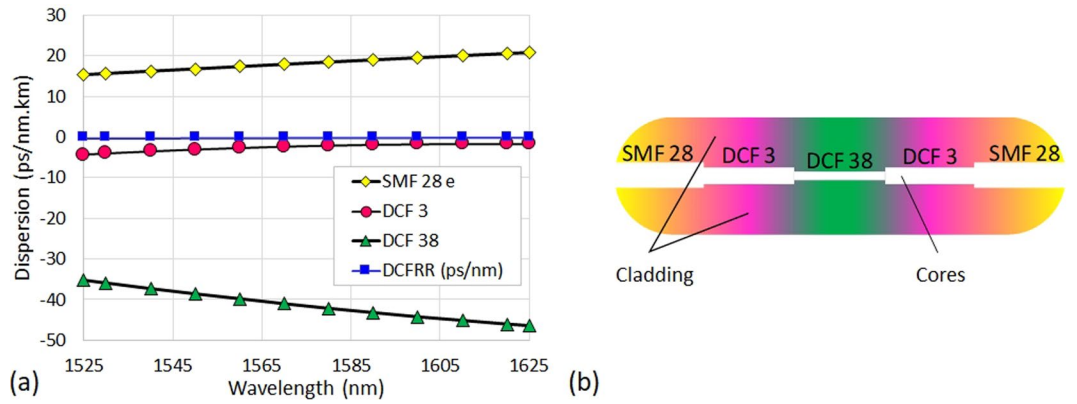 30
20
10
0
-10
-20
-30
-40
-50
Dispersion (ps/nm.km)
SMF 28 e
DCF 3
DCF 38
DCFRR (ps/nm)
1525 1545 1565 1585 1605 1625
Wavelength (nm)
(a)
SMF 28 DCF 3 DCF 38 DCF 3 SMF 28
Cladding Cores
(b)